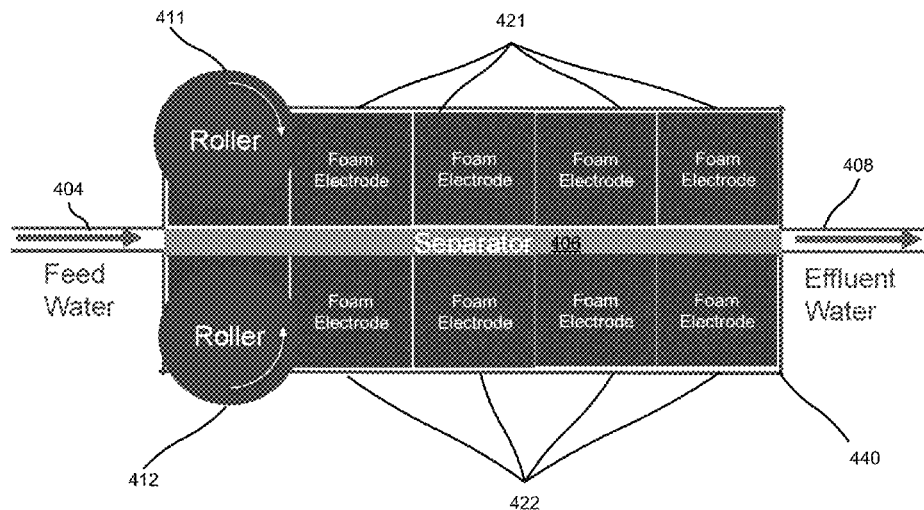 411
421
Roller
Foam
Electrode
Foam
Electrode
Foam
Electrode
Foam
Electrode
404
408
Separator 406
Feed
Water
Effluent
Water
Foam
Electrode
Foam
Electrode
Foam
Electrode
Foam
Electrode
Roller
412
422
440